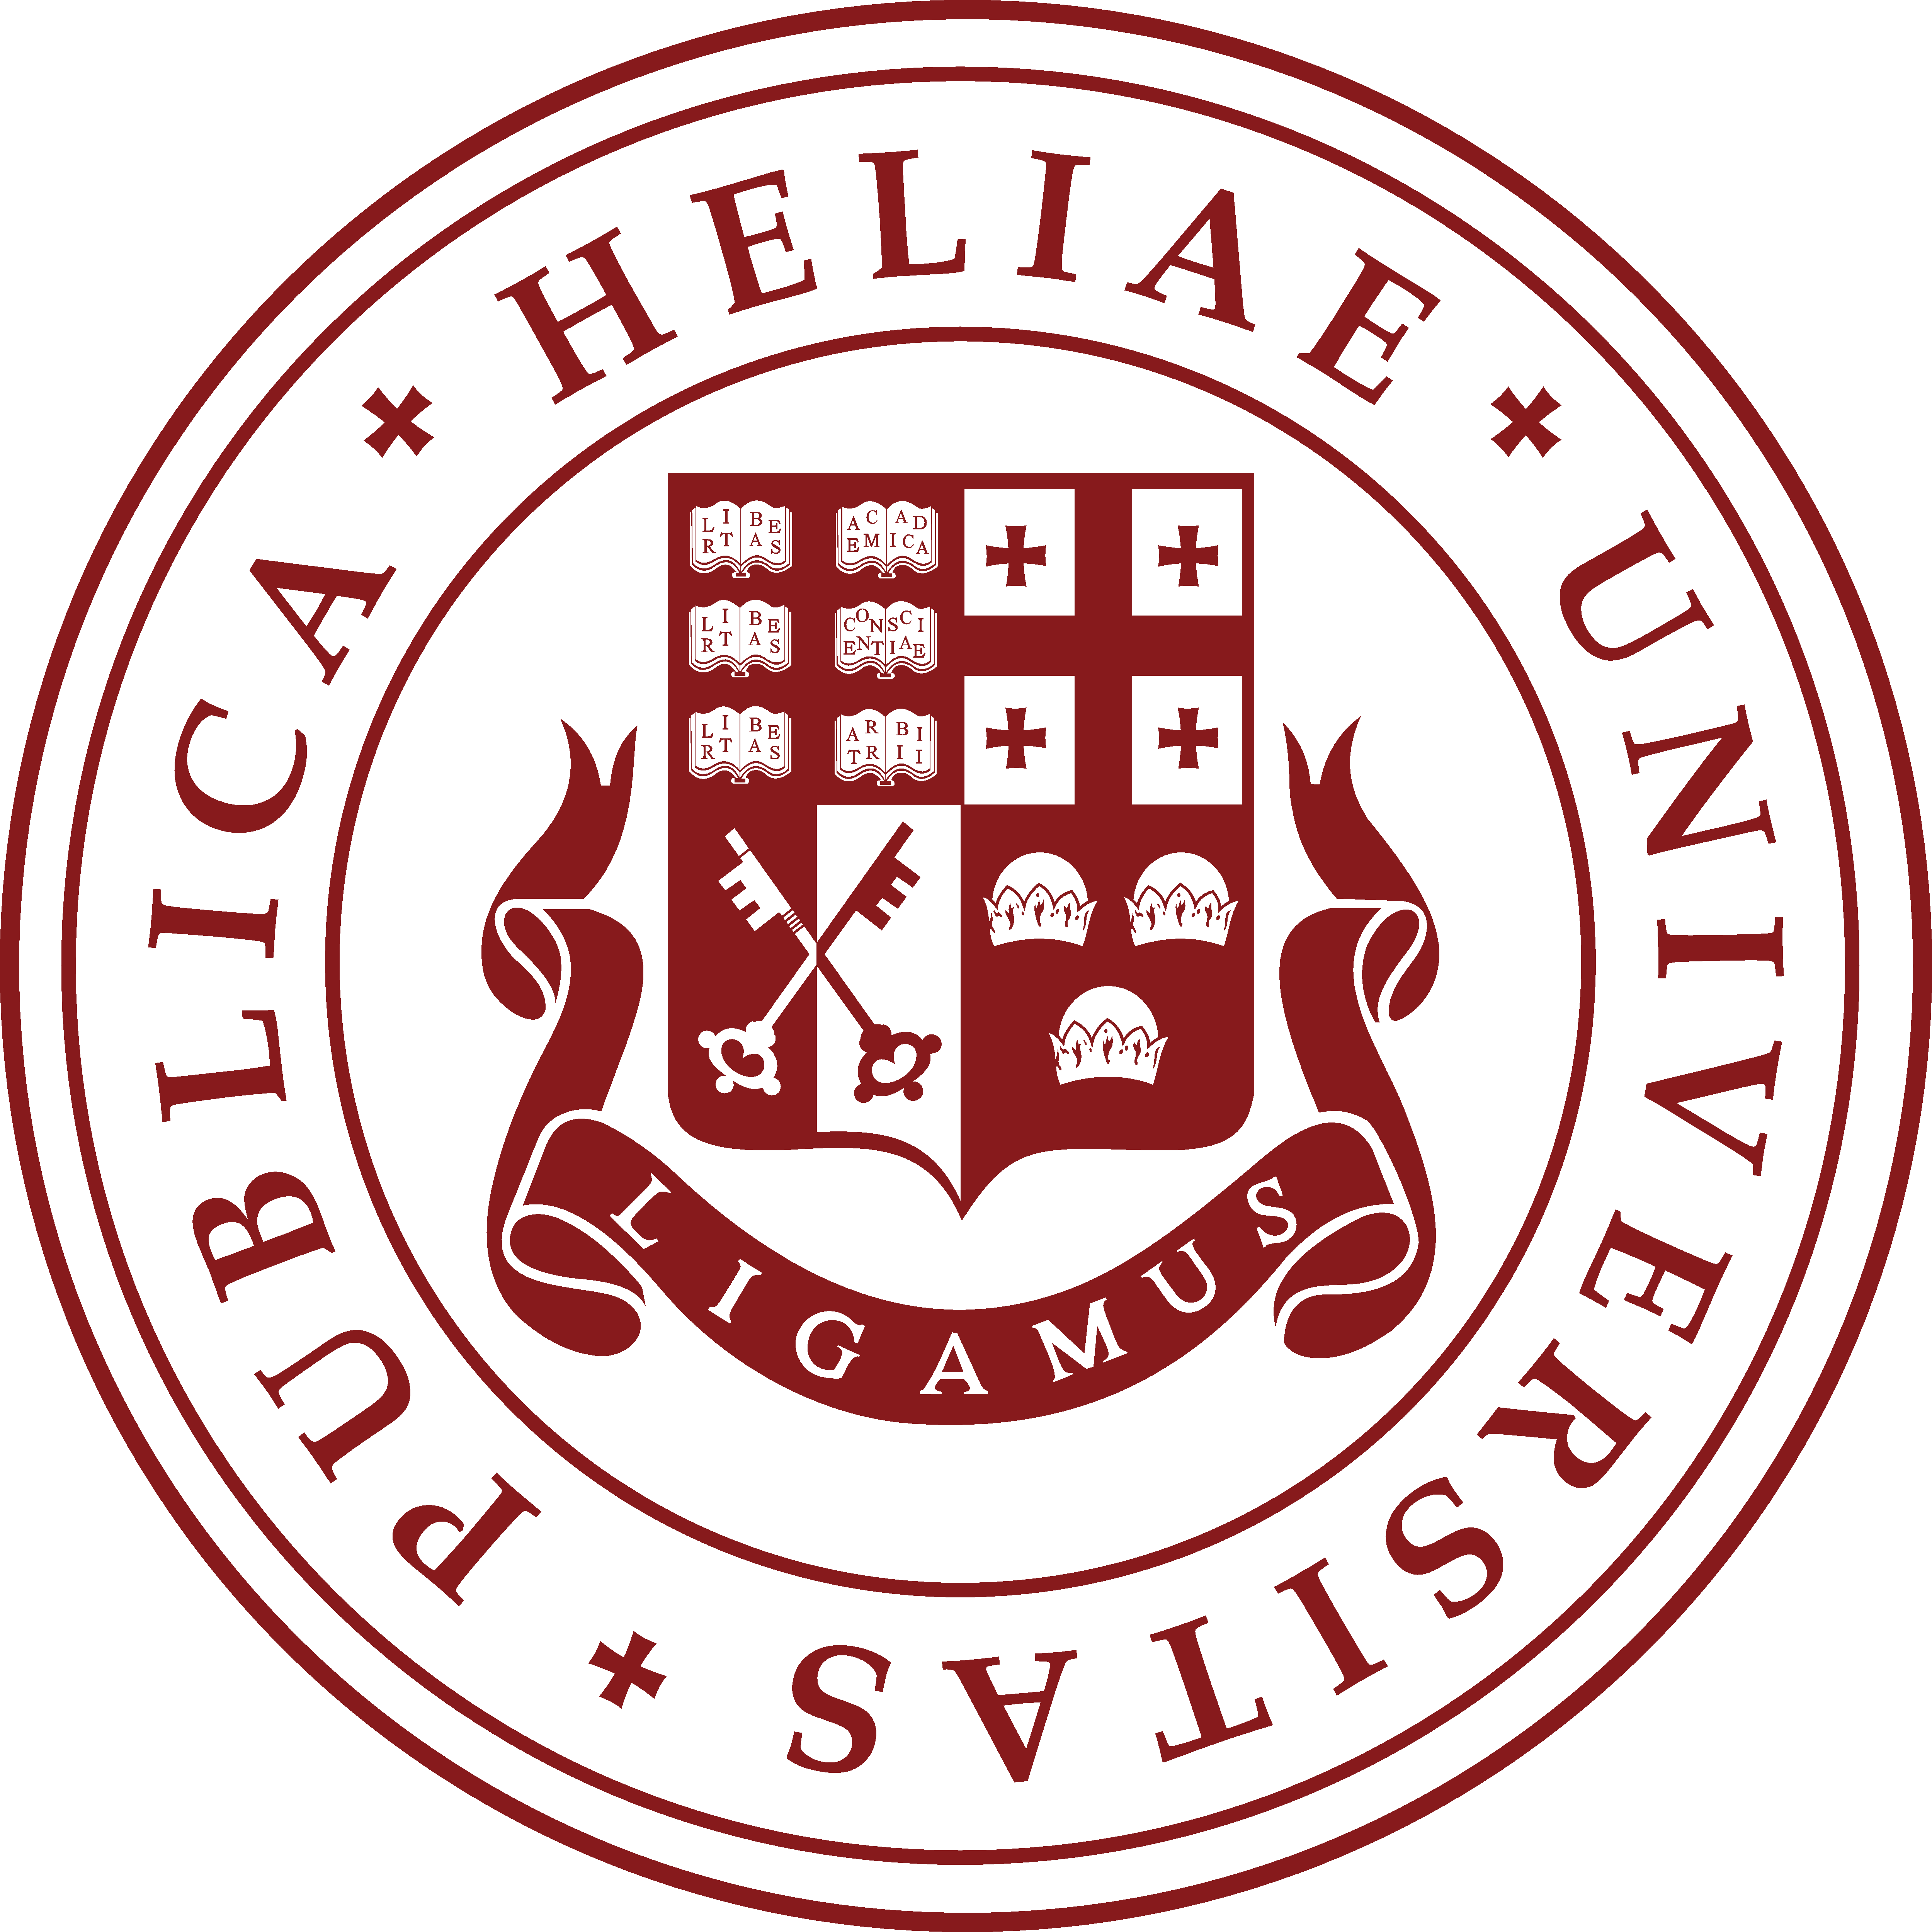 HELIAE UNIVERSITAS PUBLICA
LIBERTAS ACADEMICA
LIBERTAS CONSCIENTIAE
LIBERTAS ARBITRII
LIGAMUS